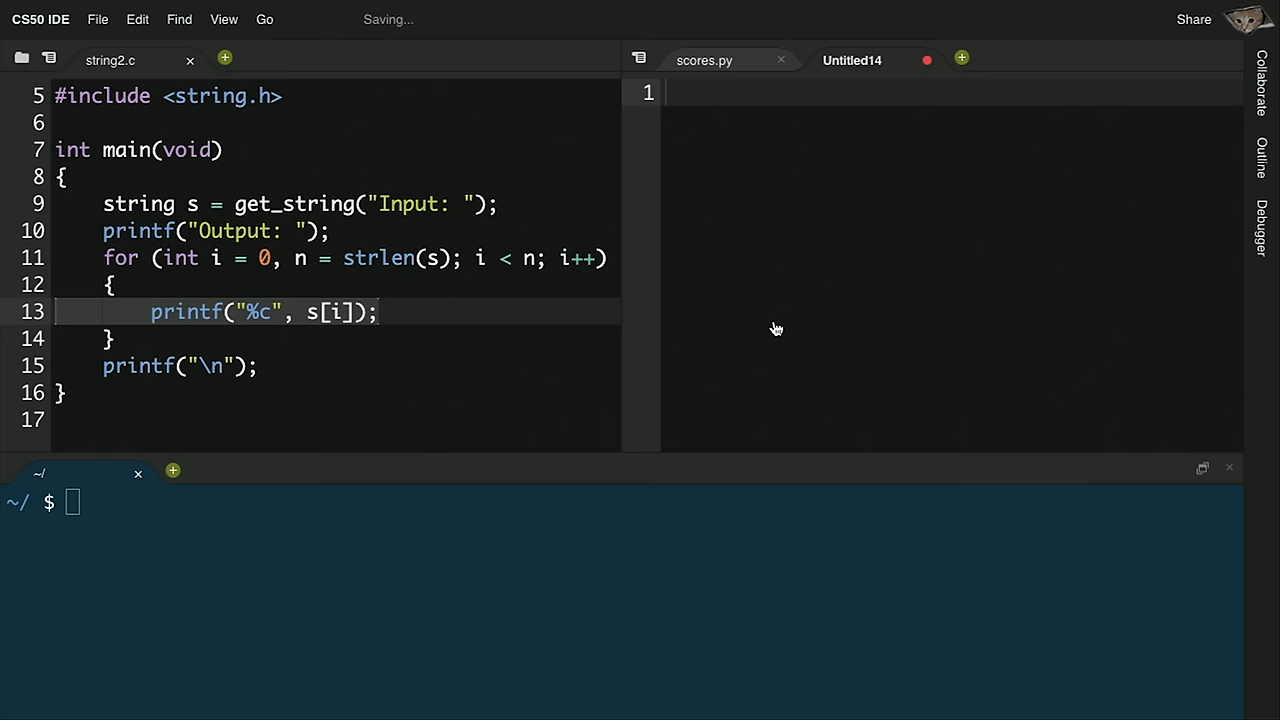 CS50 IDE File Edit Find View Go Saving... Share
string2.c
5 #include <string.h>
6
7 int main(void)
8 {
9     string s = get_string("Input: ");
10     printf("Output: ");
11     for (int i = 0, n = strlen(s); i < n; i++)
12     {
13         printf("%c", s[i]);
14     }
15     printf("\n");
16 }
17
scores.py Untitled14
1
~/
~/ $
Collaborate
Outline
Debugger